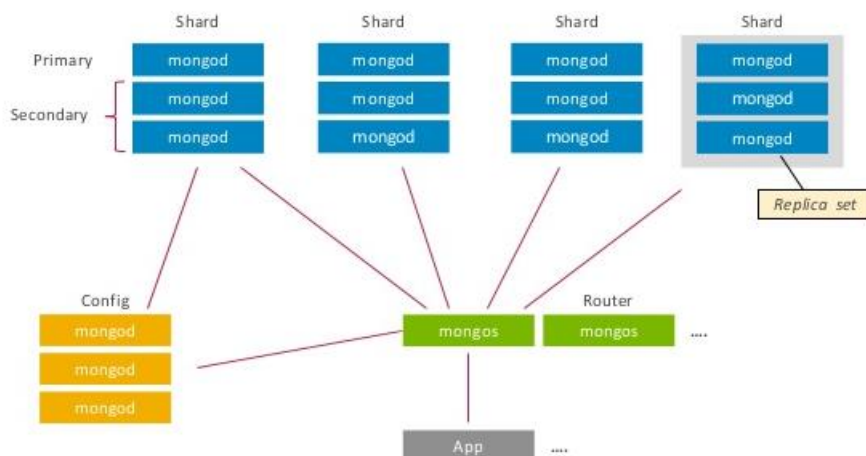 Shard Shard Shard Shard
Primary mongod mongod mongod mongod
mongod mongod mongod mongod
Secondary
mongod mongod mongod mongod
Replica set
Config Router
mongod mongos mongos ....
mongod
mongod
App ....